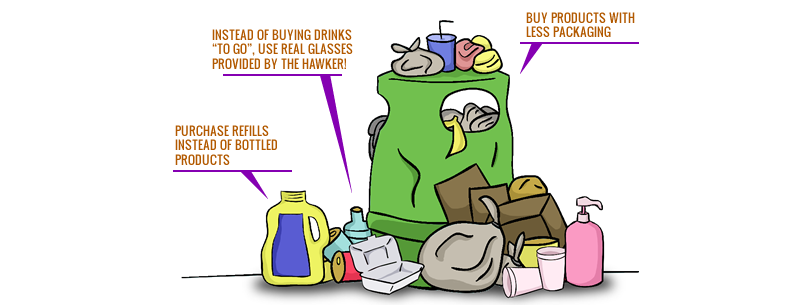 INSTEAD OF BUYING DRINKS
“TO GO”, USE REAL GLASSES
PROVIDED BY THE HAWKER!
BUY PRODUCTS WITH
LESS PACKAGING
PURCHASE REFILLS
INSTEAD OF BOTTLED
PRODUCTS